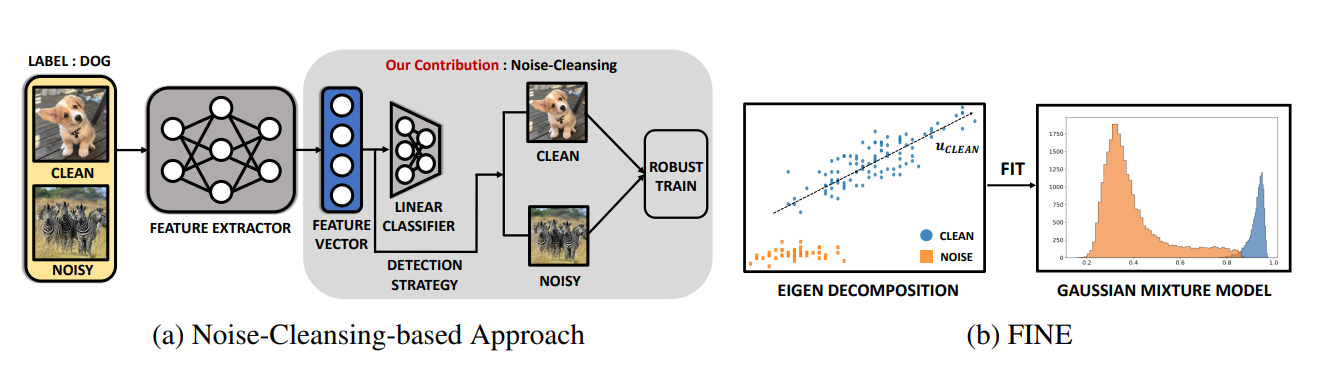 LABEL : DOG
CLEAN
NOISY
FEATURE EXTRACTOR
Our Contribution : Noise-Cleansing
FEATURE
VECTOR
LINEAR
CLASSIFIER
DETECTION
STRATEGY
CLEAN
NOISY
ROBUST
TRAIN
(a) Noise-Cleansing-based Approach
u_CLEAN
CLEAN
NOISE
EIGEN DECOMPOSITION
FIT
1750
1500
1250
1000
750
500
250
0
0.2 0.4 0.6 0.8 1.0
GAUSSIAN MIXTURE MODEL
(b) FINE